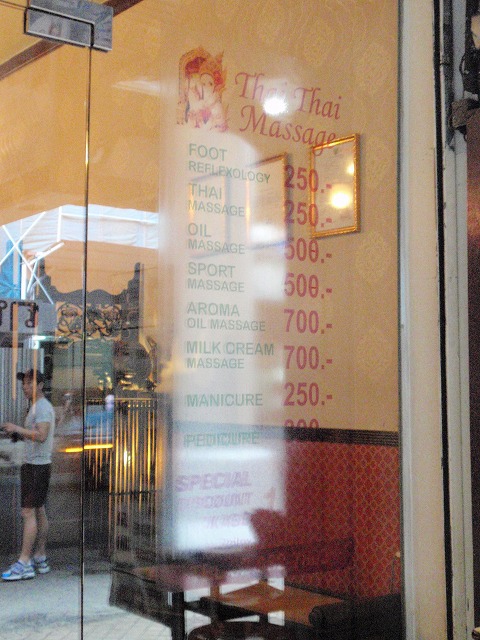 Thai Thai
Massage
FOOT
REFLEXOLOGY 250.-
THAI
MASSAGE 250.-
OIL
MASSAGE 500.-
SPORT
MASSAGE 500.-
AROMA
OIL MASSAGE 700.-
MILK CREAM
MASSAGE 700.-
MANICURE 250.-
PEDICURE
SPECIAL
DISCOUNT